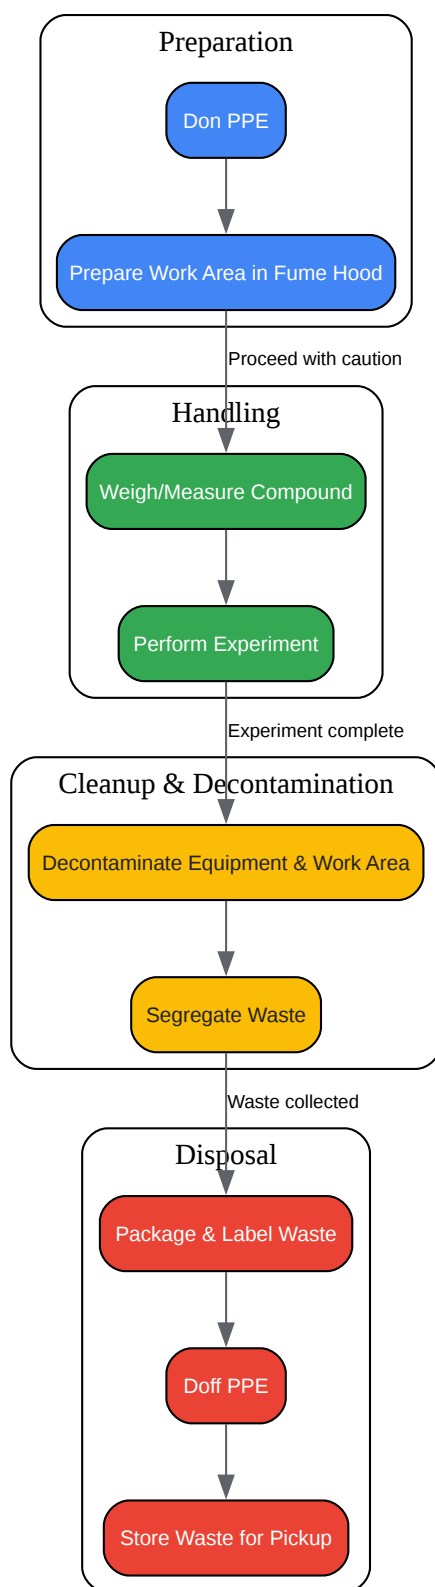 Preparation
Don PPE
Prepare Work Area in Fume Hood
Proceed with caution
Handling
Weigh/Measure Compound
Perform Experiment
Experiment complete
Cleanup & Decontamination
Decontaminate Equipment & Work Area
Segregate Waste
Waste collected
Disposal
Package & Label Waste
Doff PPE
Store Waste for Pickup